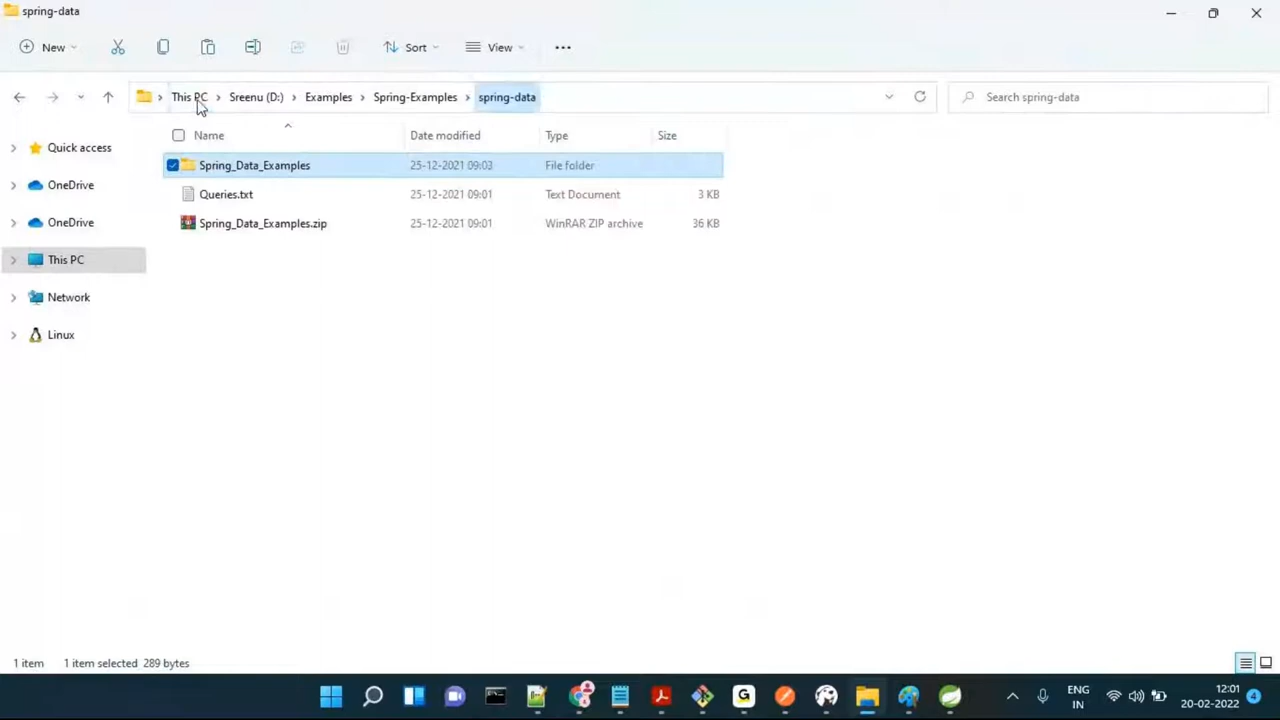 spring-data
New
Sort
View
This PC > Sreenu (D:) > Examples > Spring-Examples > spring-data
Search spring-data
Name Date modified Type Size
Quick access
OneDrive
OneDrive
This PC
Network
Linux
Spring_Data_Examples 25-12-2021 09:03 File folder
Queries.txt 25-12-2021 09:01 Text Document 3 KB
Spring_Data_Examples.zip 25-12-2021 09:01 WinRAR ZIP archive 36 KB
1 item 1 item selected 289 bytes
ENG
IN
12:01
20-02-2022
4